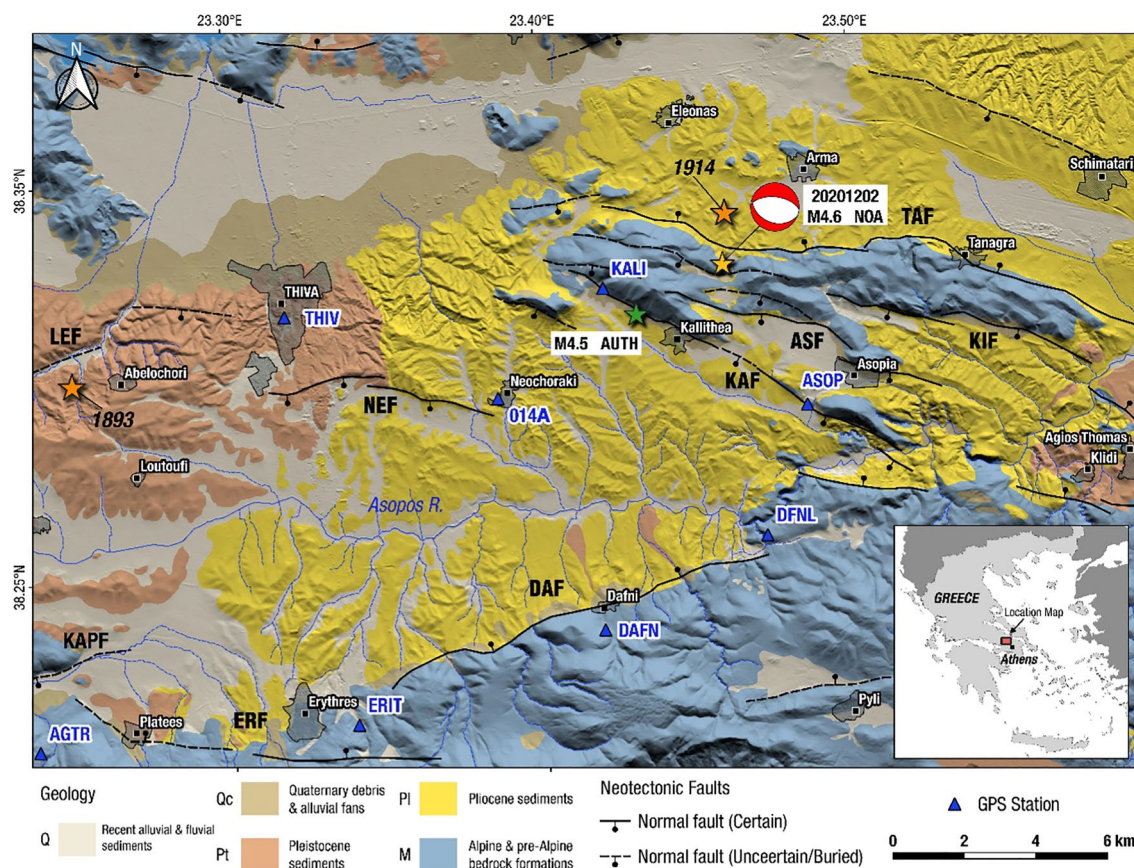 23.30°E 23.40°E 23.50°E
N
Eleonas
Arma
Schimatari
38.35°N
1914
20201202
M4.6 NOA
TAF
Tanagra
KALI
THIVA
THIV
LEF
M4.5 AUTH
Kallithea
ASF
KIF
Abelochori
Neochoraki
KAF
ASOP
Asopia
NEF
014A
1893
Agios Thomas
Klidi
Loutoufi
Asopos R.
DFNL
38.25°N
DAF
Dafni
DAFN
GREECE
Location Map
Athens
KAPF
Erythres
ERIT
Pyli
Platees
ERF
AGTR
Geology
Q Recent alluvial & fluvial
sediments
Qc Quaternary debris
& alluvial fans
Pt Pleistocene
sediments
Pl Pliocene sediments
M Alpine & pre-Alpine
bedrock formations
Neotectonic Faults
Normal fault (Certain)
Normal fault (Unceertain/Buried)
GPS Station
0 2 4 6 km